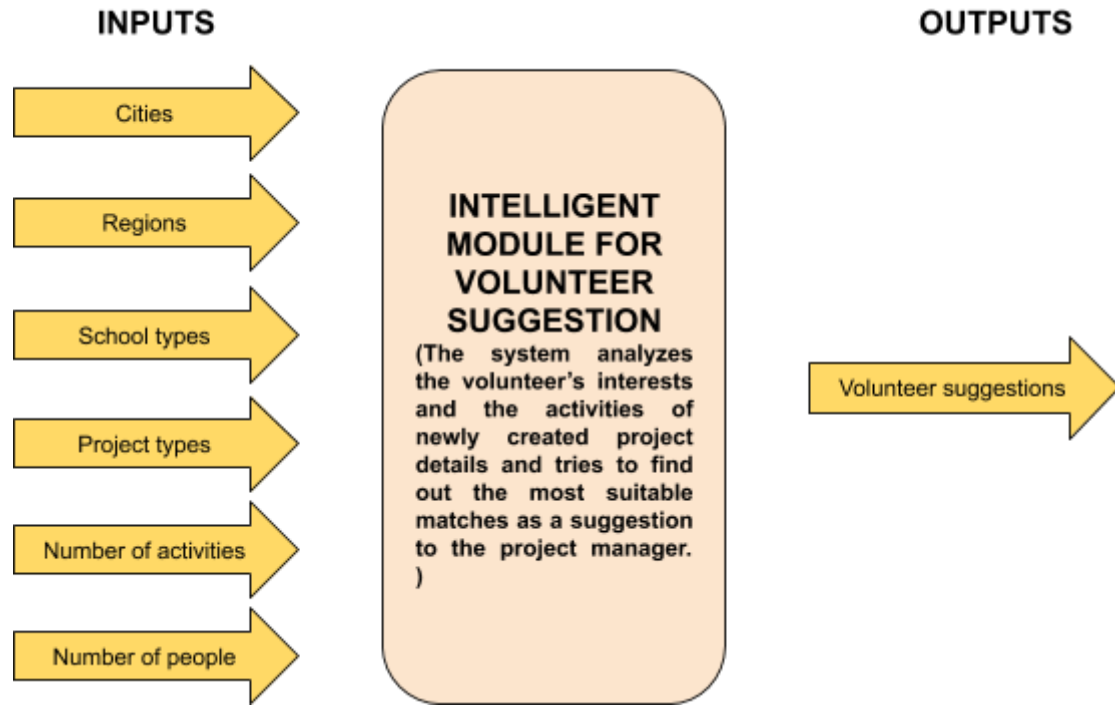 INPUTS
OUTPUTS
Cities
Regions
School types
Project types
Number of activities
Number of people
INTELLIGENT
MODULE FOR
VOLUNTEER
SUGGESTION
(The system analyzes
the volunteer’s interests
and the activities of
newly created project
details and tries to find
out the most suitable
matches as a suggestion
to the project manager.
)
Volunteer suggestions